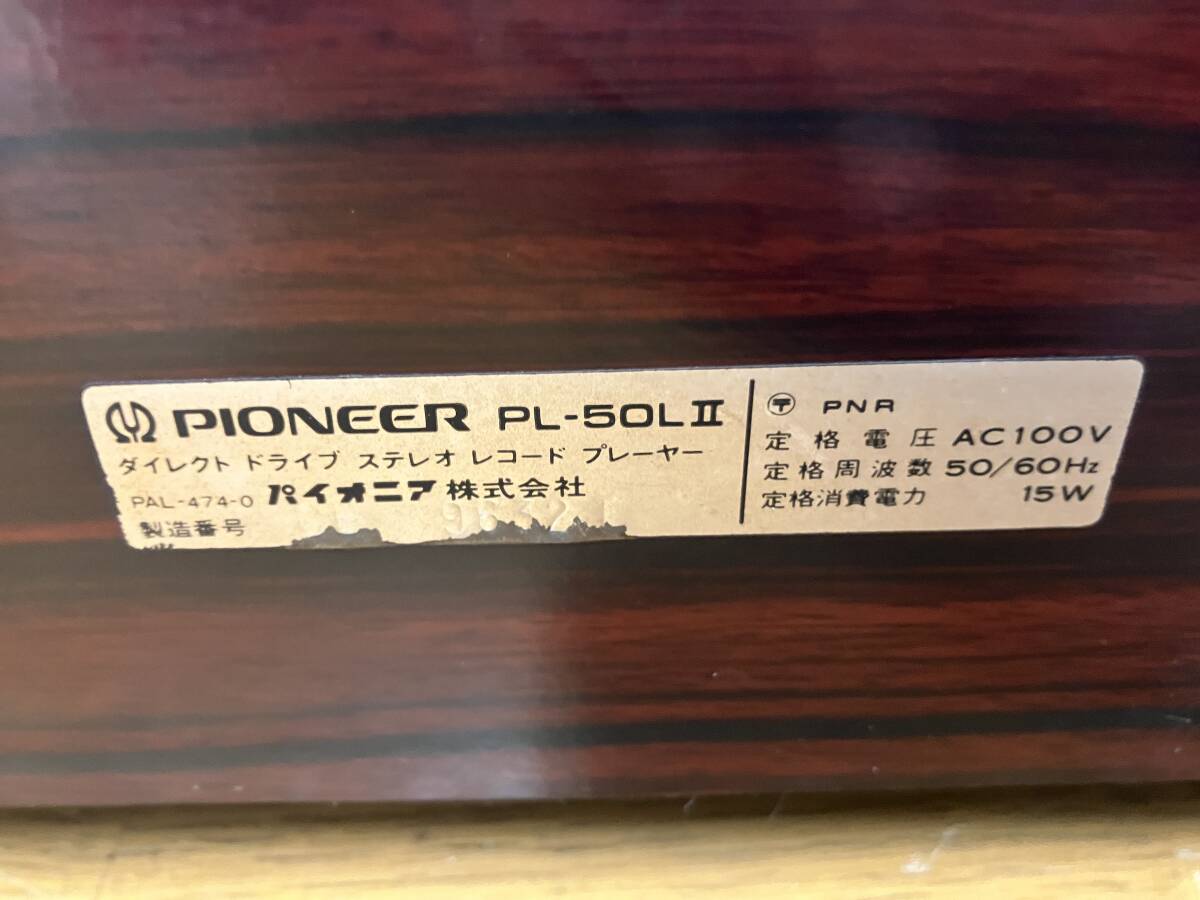 PIONEER PL-50LII
ダイレクト ドライブ ステレオ レコード プレーヤー
PAL-474-0 パイオニア株式会社
製造番号
〶 PNR
定格電圧 AC100V
定格周波数 50/60Hz
定格消費電力 15W